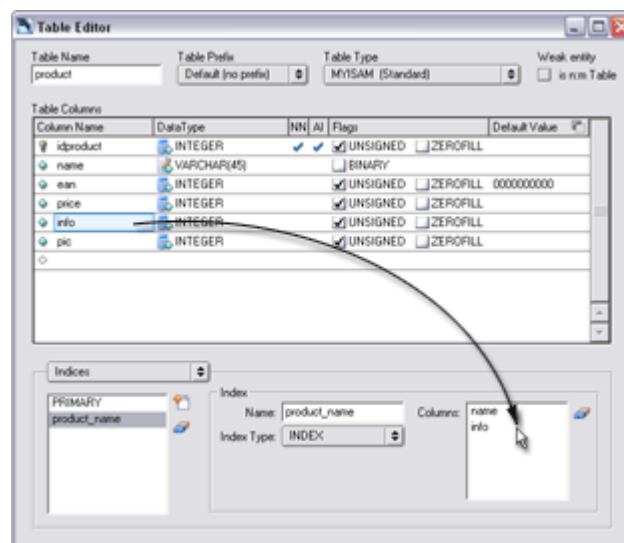 Table Editor
Table Name Table Prefix Table Type Weak entity
product Default (no prefix) MYISAM (Standard) is n:m Table
Table Columns
Column Name DataType NN AI Flags Default Value
idproduct INTEGER UNSIGNED ZEROFILL
name VARCHAR(45) BINARY
ean INTEGER UNSIGNED ZEROFILL 0000000000
price INTEGER UNSIGNED ZEROFILL
info INTEGER UNSIGNED ZEROFILL
pic INTEGER UNSIGNED ZEROFILL
Indices
PRIMARY
product_name
Index
Name: product_name Columns: name
info
Index Type: INDEX